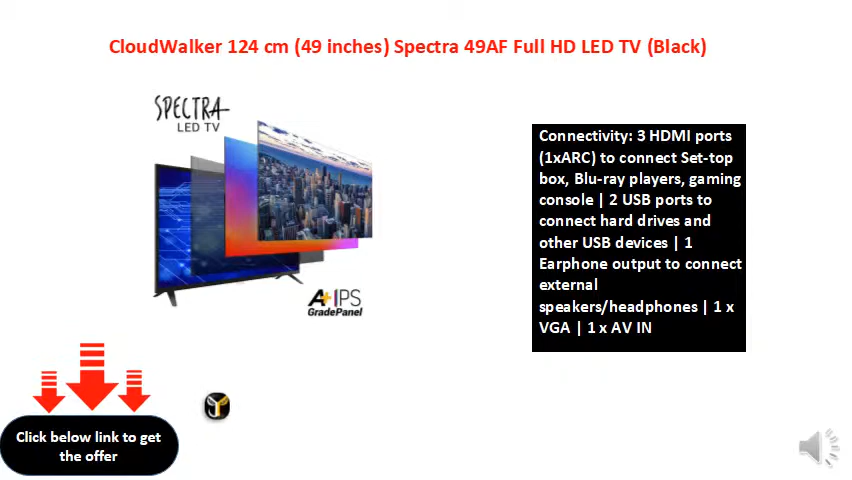 CloudWalker 124 cm (49 inches) Spectra 49AF Full HD LED TV (Black)
SPECTRA
LED TV
A+ IPS
GradePanel
Connectivity: 3 HDMI ports
(1xARC) to connect Set-top
box, Blu-ray players, gaming
console | 2 USB ports to
connect hard drives and
other USB devices | 1
Earphone output to connect
external
speakers/headphones | 1 x
VGA | 1 x AV IN
Click below link to get
the offer